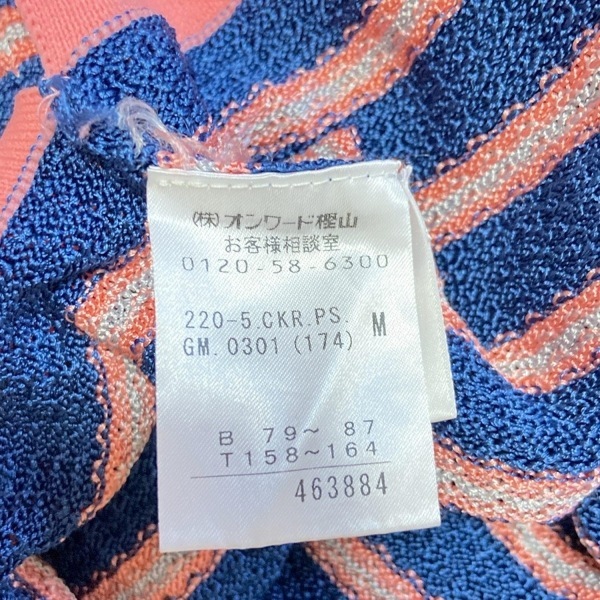 (株)オンワード樫山
お客様相談室
0120-58-6300
220-5.CKR.PS. M
GM.0301(174)
B 79～ 87
T158～164
463884